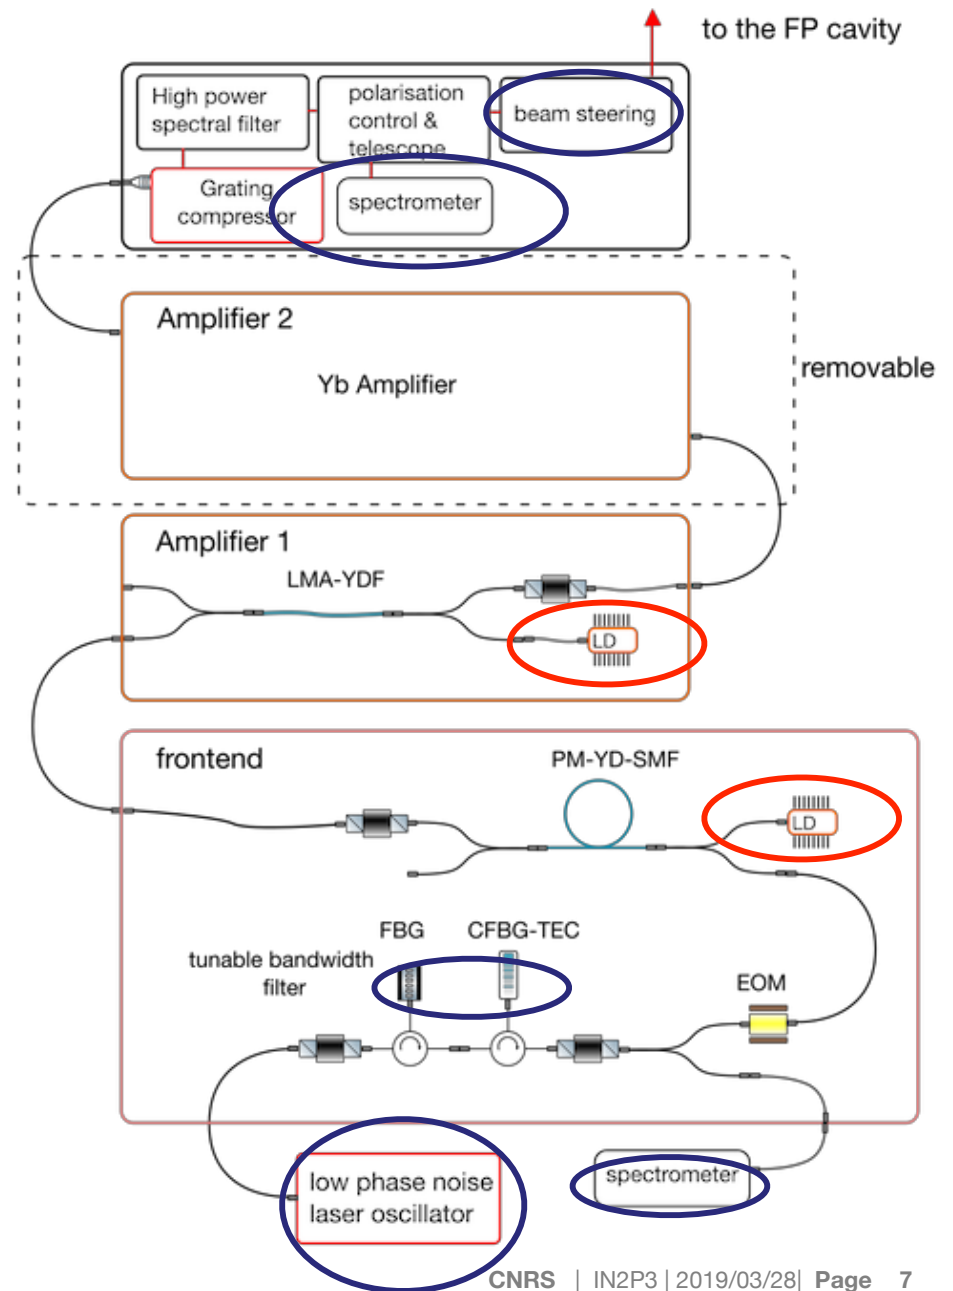 to the FP cavity
High power
spectral filter
polarisation
control &
telescope
beam steering
Grating
compressor
spectrometer
Amplifier 2
Yb Amplifier
removable
Amplifier 1
LMA-YDF
LD
frontend
PM-YD-SMF
LD
FBG
CFBG-TEC
tunable bandwidth
filter
EOM
low phase noise
laser oscillator
spectrometer
CNRS | IN2P3 | 2019/03/28| Page 7